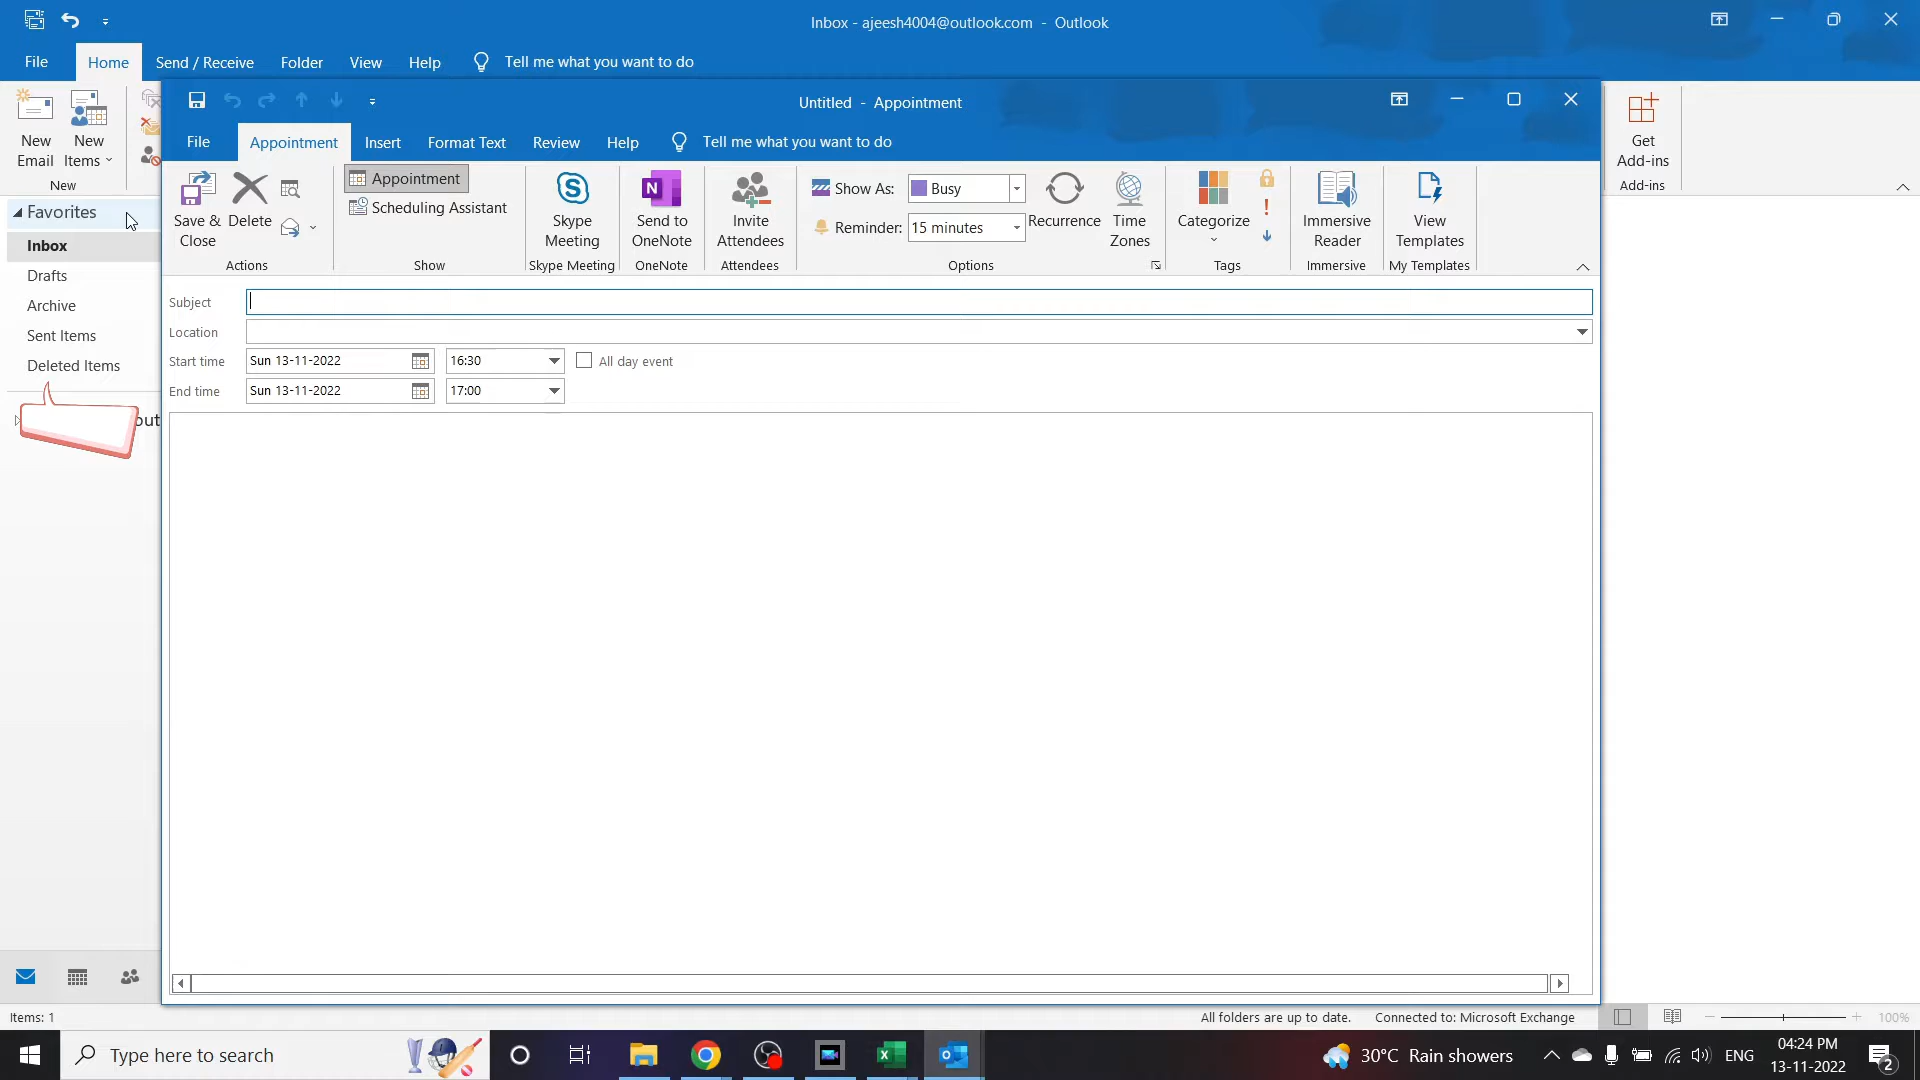 Inbox - ajeesh4004@outlook.com - Outlook
File Home Send / Receive Folder View Help Tell me what you want to do
New Email
New Items
New
Get Add-ins
Add-ins
Favorites
Inbox
Drafts
Archive
Sent Items
Deleted Items
out
Untitled - Appointment
File Appointment Insert Format Text Review Help Tell me what you want to do
Save & Close
Delete
Actions
Appointment
Scheduling Assistant
Show
Skype Meeting
Skype Meeting
Send to OneNote
OneNote
Invite Attendees
Attendees
Show As: Busy
Reminder: 15 minutes
Recurrence
Time Zones
Options
Categorize
Tags
Immersive Reader
Immersive
View Templates
My Templates
Subject
Location
Start time Sun 13-11-2022 16:30 All day event
End time Sun 13-11-2022 17:00
Items: 1
All folders are up to date. Connected to: Microsoft Exchange
100%
Type here to search
30°C Rain showers
ENG
04:24 PM
13-11-2022
2